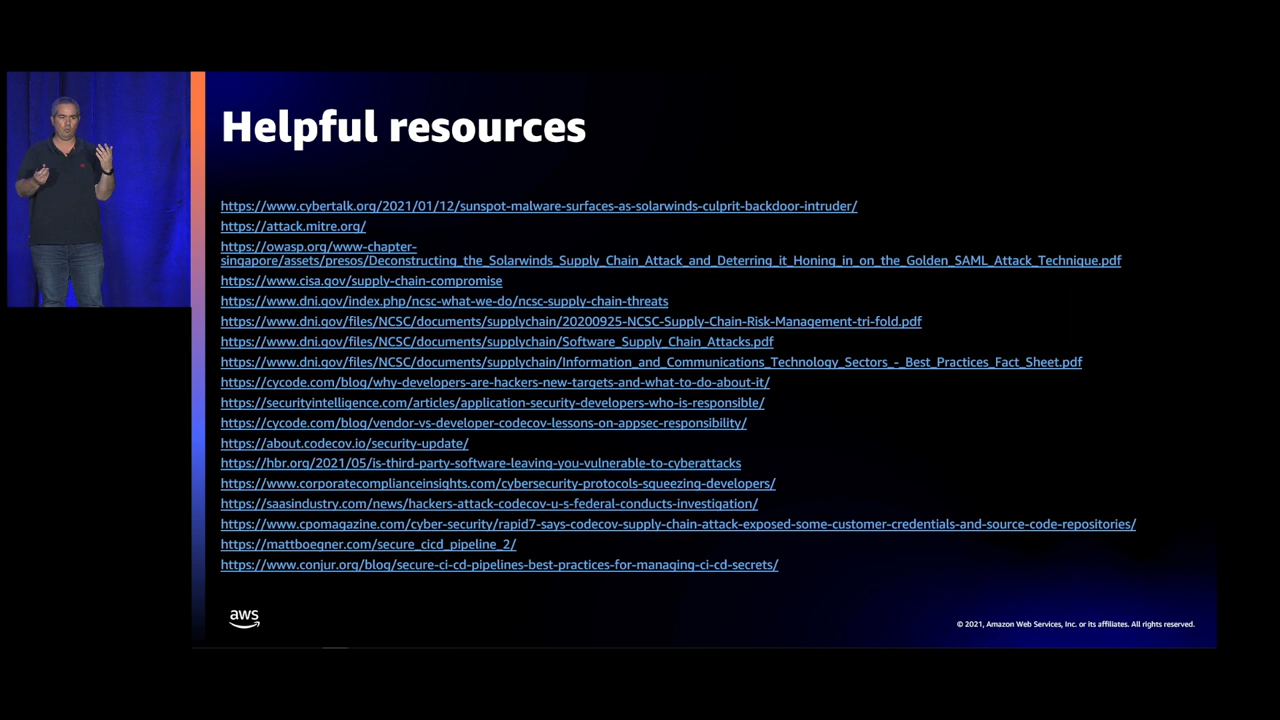 Helpful resources
https://www.cybertalk.org/2021/01/12/sunspot-malware-surfaces-as-solarwinds-culprit-backdoor-intruder/
https://attack.mitre.org/
https://owasp.org/www-chapter-
singapore/assets/presos/Deconstructing_the_Solarwinds_Supply_Chain_Attack_and_Deterring_it_Honing_in_on_the_Golden_SAML_Attack_Technique.pdf
https://www.cisa.gov/supply-chain-compromise
https://www.dni.gov/index.php/ncsc-what-we-do/ncsc-supply-chain-threats
https://www.dni.gov/files/NCSC/documents/supplychain/20200925-NCSC-Supply-Chain-Risk-Management-tri-fold.pdf
https://www.dni.gov/files/NCSC/documents/supplychain/Software_Supply_Chain_Attacks.pdf
https://www.dni.gov/files/NCSC/documents/supplychain/Information_and_Communications_Technology_Sectors_-_Best_Practices_Fact_Sheet.pdf
https://cycode.com/blog/why-developers-are-hackers-new-targets-and-what-to-do-about-it/
https://securityintelligence.com/articles/application-security-developers-who-is-responsible/
https://cycode.com/blog/vendor-vs-developer-codecov-lessons-on-appsec-responsibility/
https://about.codecov.io/security-update/
https://hbr.org/2021/05/is-third-party-software-leaving-you-vulnerable-to-cyberattacks
https://www.corporatecomplianceinsights.com/cybersecurity-protocols-squeezing-developers/
https://saasindustry.com/news/hackers-attack-codecov-u-s-federal-conducts-investigation/
https://www.cpomagazine.com/cyber-security/rapid7-says-codecov-supply-chain-attack-exposed-some-customer-credentials-and-source-code-repositories/
https://mattboegner.com/secure_cicd_pipeline_2/
https://www.conjur.org/blog/secure-ci-cd-pipelines-best-practices-for-managing-ci-cd-secrets/
aws
© 2021, Amazon Web Services, Inc. or its affiliates. All rights reserved.